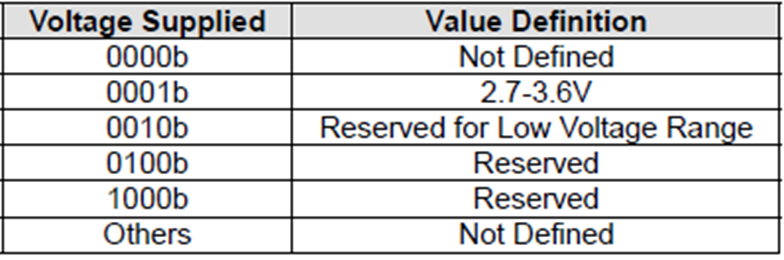 Voltage Supplied Value Definition
0000b Not Defined
0001b 2.7-3.6V
0010b Reserved for Low Voltage Range
0100b Reserved
1000b Reserved
Others Not Defined